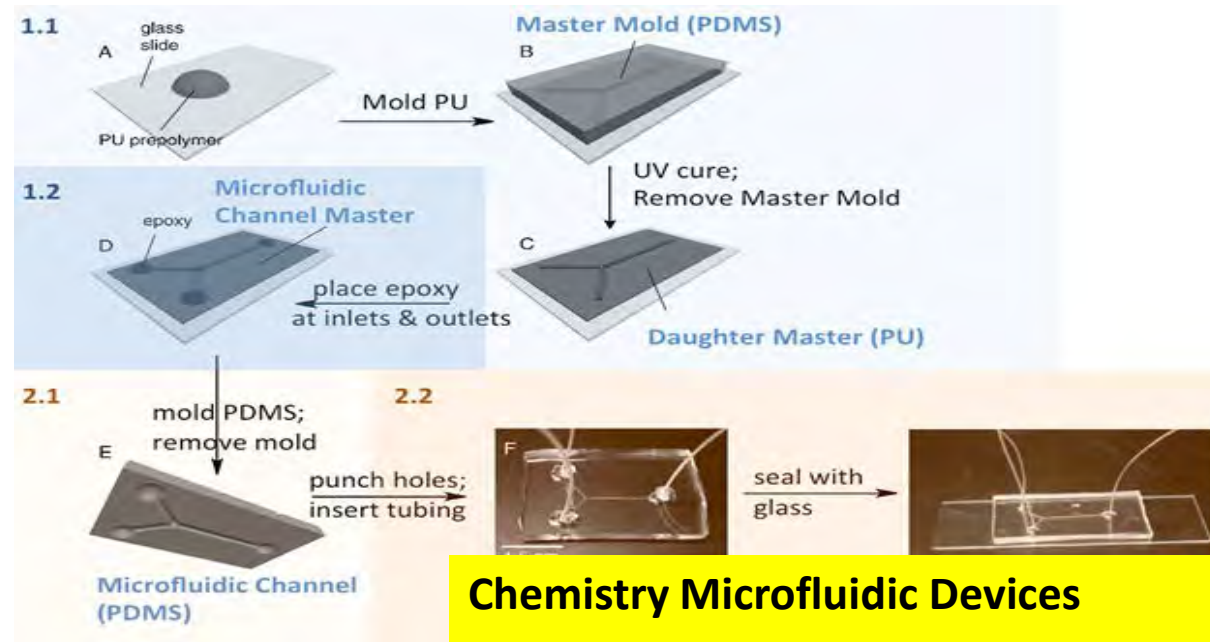 1.1
glass
slide
A
PU prepolymer
Mold PU
Master Mold (PDMS)
B
UV cure;
Remove Master Mold
1.2
Microfluidic
Channel Master
epoxy
D
place epoxy
at inlets & outlets
C
Daughter Master (PU)
2.1
mold PDMS;
remove mold
E
Microfluidic Channel
(PDMS)
2.2
punch holes;
insert tubing
F
seal with
glass
Chemistry Microfluidic Devices